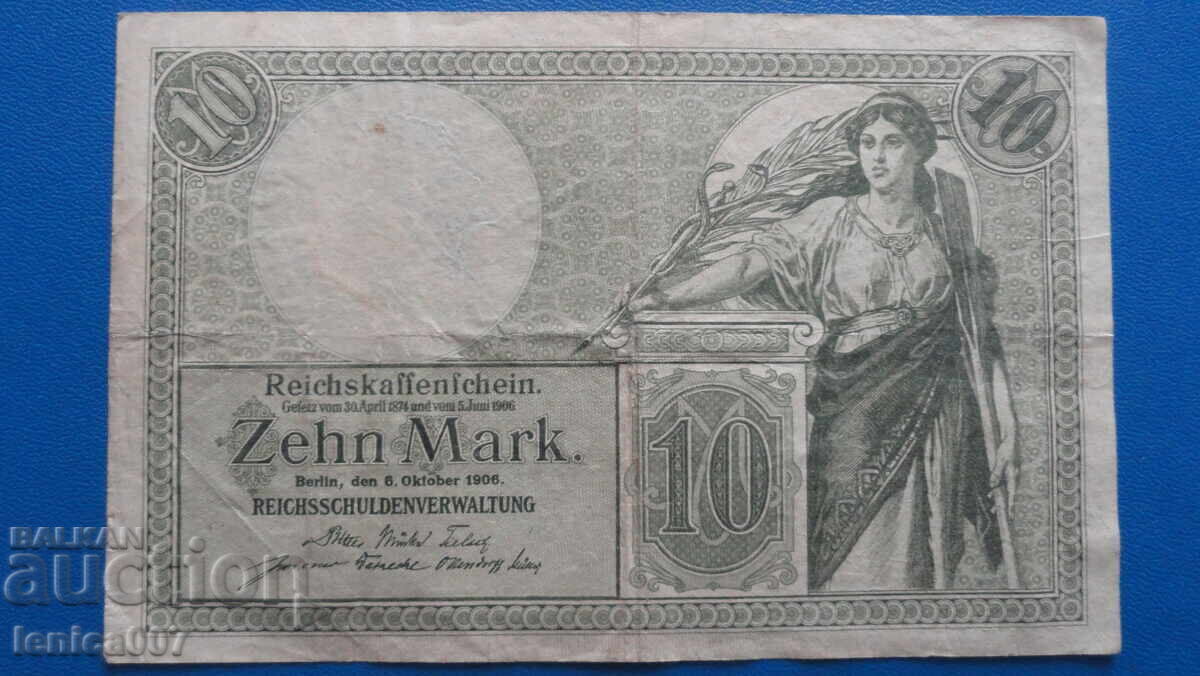 10
10
Reichskaſſenſchein.
Geſetz vom 30. April 1874 und vom 5. Juni 1906
Zehn Mark.
Berlin, den 6. Oktober 1906.
REICHSSCHULDENVERWALTUNG
10
BALKAN
auction
lenica007